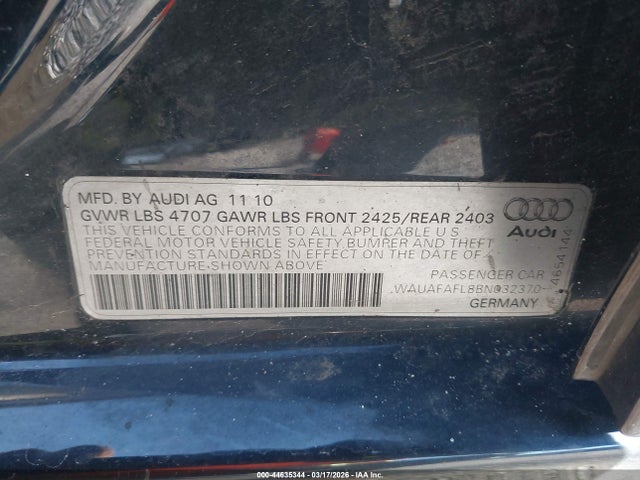 MFD. BY AUDI AG 11 10
GVWR LBS 4707 GAWR LBS FRONT 2425/REAR 2403
THIS VEHICLE CONFORMS TO ALL APPLICABLE U S
FEDERAL MOTOR VEHICLE SAFETY, BUMPER AND THEFT
PREVENTION STANDARDS IN EFFECT ON THE DATE OF
MANUFACTURE SHOWN ABOVE
Audi
PASSENGER CAR
WAUAFAFL8BN032370
GERMANY
4654144
000-44635344 | 03/17/2026 | IAA Inc.